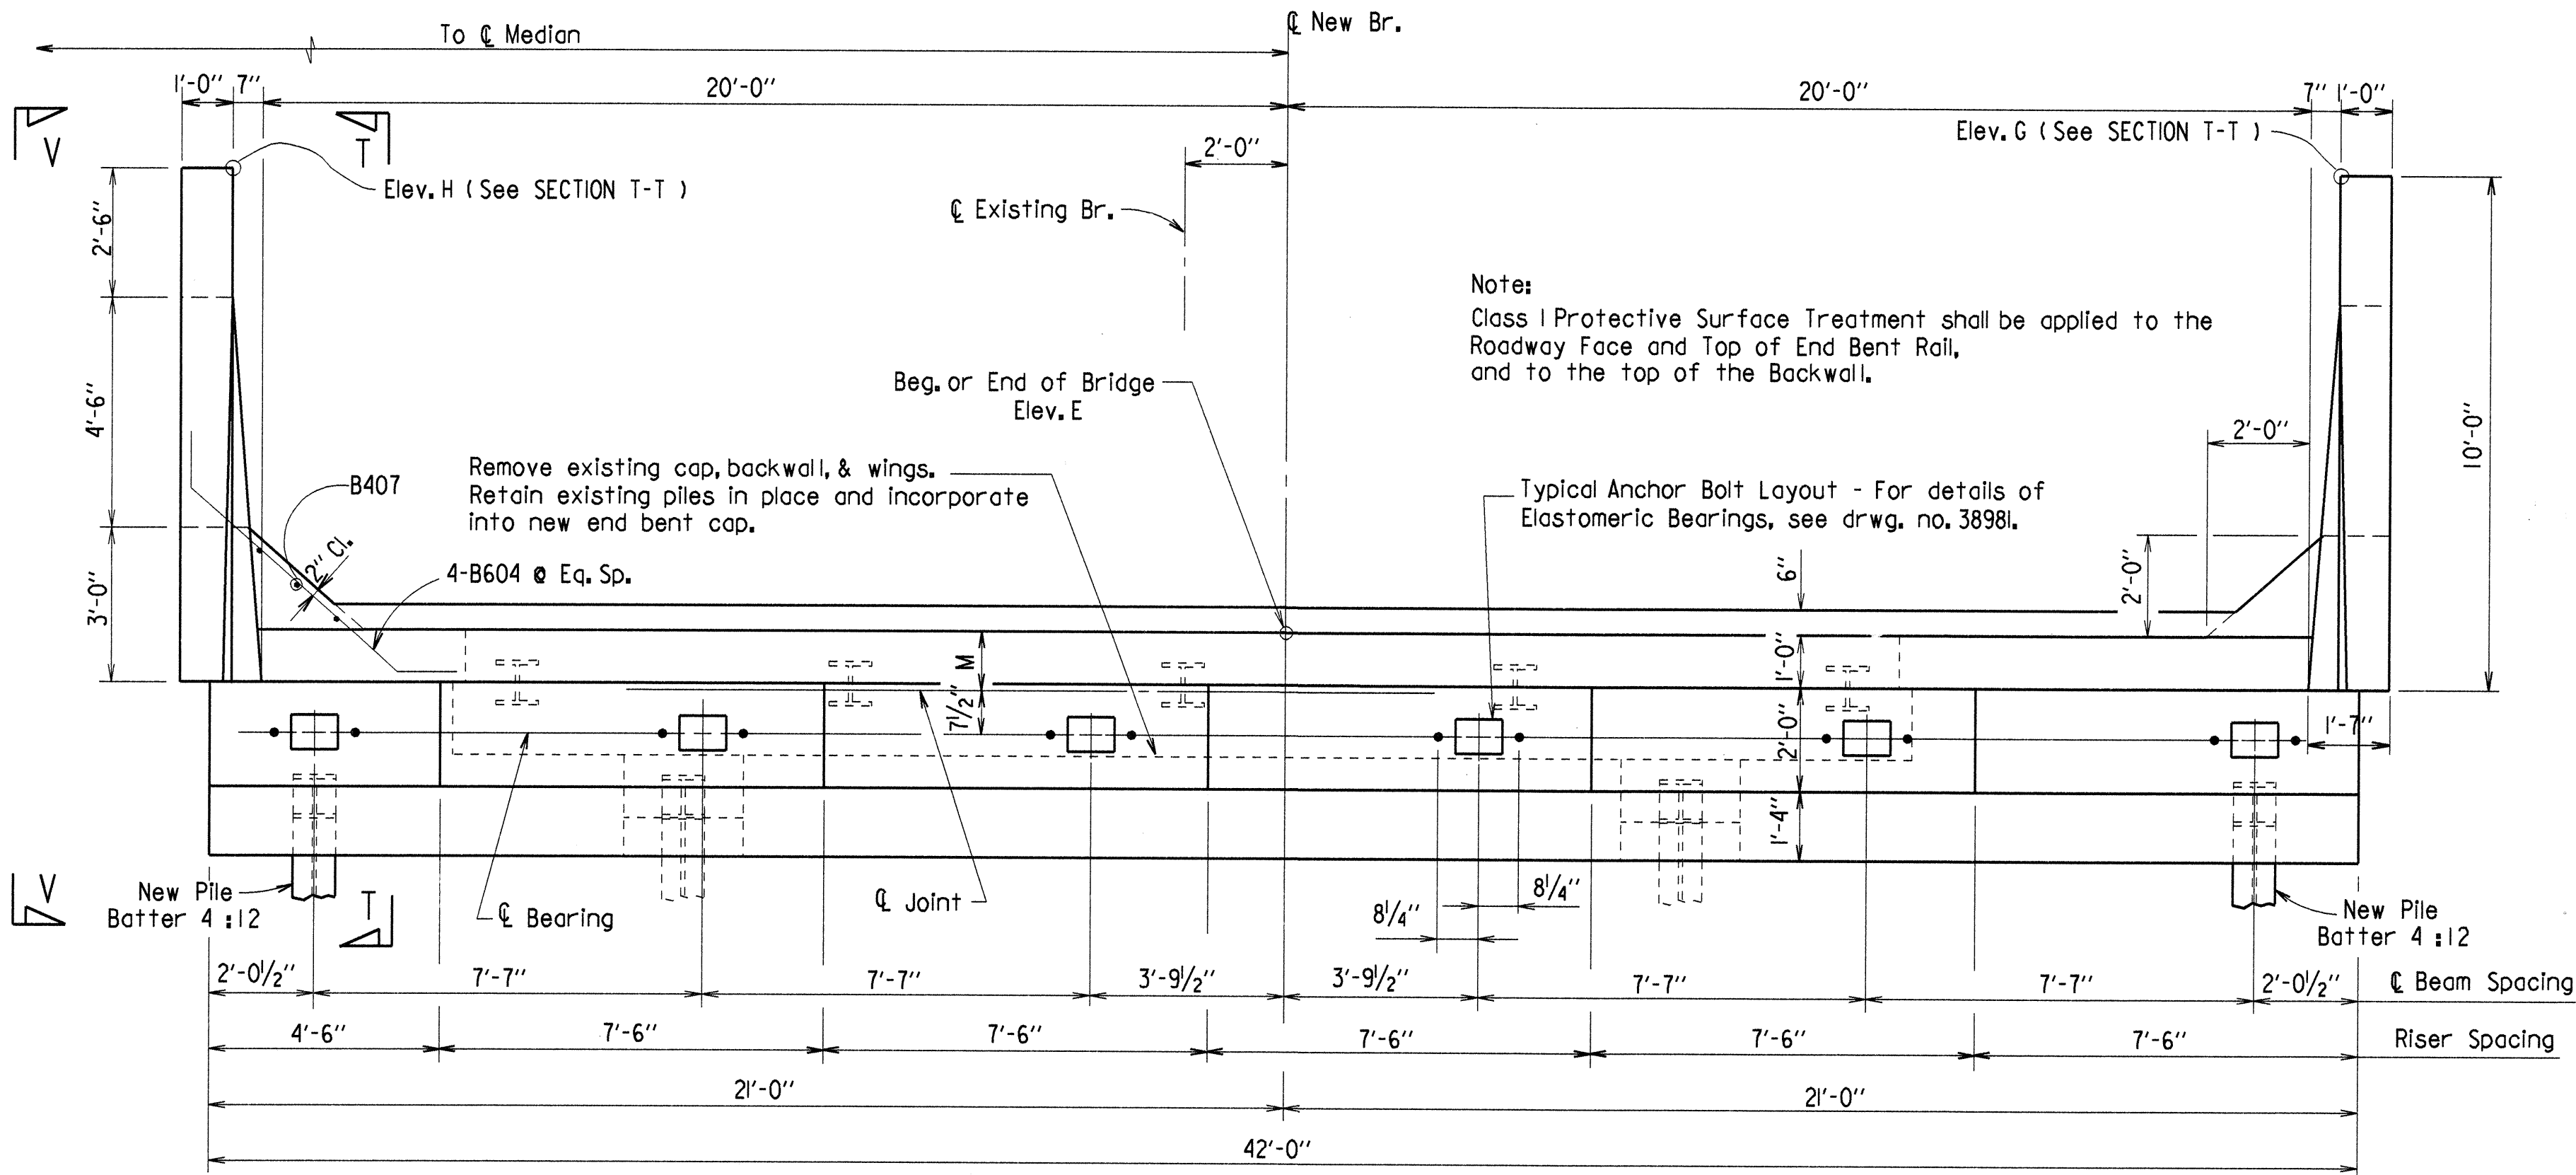 To ℄ Median
℄ New Br.
1'-0" 7" 20'-0" 20'-0" 7" 1'-0"
V T
Elev. G ( See SECTION T-T )
2'-0"
Elev. H ( See SECTION T-T )
℄ Existing Br.
2'-6"
4'-6"
3'-0"
10'-0"
Note:
Class I Protective Surface Treatment shall be applied to the
Roadway Face and Top of End Bent Rail,
and to the top of the Backwall.
Beg. or End of Bridge
Elev. E
2'-0"
Remove existing cap, backwall, & wings.
Retain existing piles in place and incorporate
into new end bent cap.
B407
Typical Anchor Bolt Layout - For details of
Elastomeric Bearings, see drwg. no. 38981.
2" Cl.
4-B604 @ Eq. Sp.
6"
2'-0"
M
1'-0"
7½"
2'-0"
1'-7"
1'-4"
V T
New Pile
Batter 4 : 12
℄ Bearing
℄ Joint
8¼" 8¼"
New Pile
Batter 4 : 12
2'-0½" 7'-7" 7'-7" 3'-9½" 3'-9½" 7'-7" 7'-7" 2'-0½" ℄ Beam Spacing
4'-6" 7'-6" 7'-6" 7'-6" 7'-6" 7'-6" Riser Spacing
21'-0" 21'-0"
42'-0"